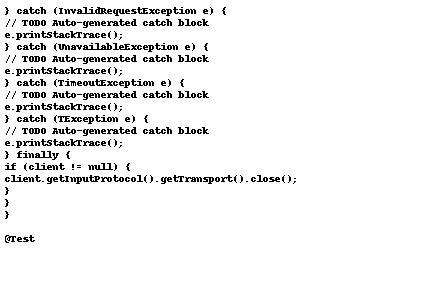 } catch (InvalidRequestException e) {
// TODO Auto-generated catch block
e.printStackTrace();
} catch (UnavailableException e) {
// TODO Auto-generated catch block
e.printStackTrace();
} catch (TimeoutException e) {
// TODO Auto-generated catch block
e.printStackTrace();
} catch (TException e) {
// TODO Auto-generated catch block
e.printStackTrace();
} finally {
if (client != null) {
client.getInputProtocol().getTransport().close();
}
}
}
@Test